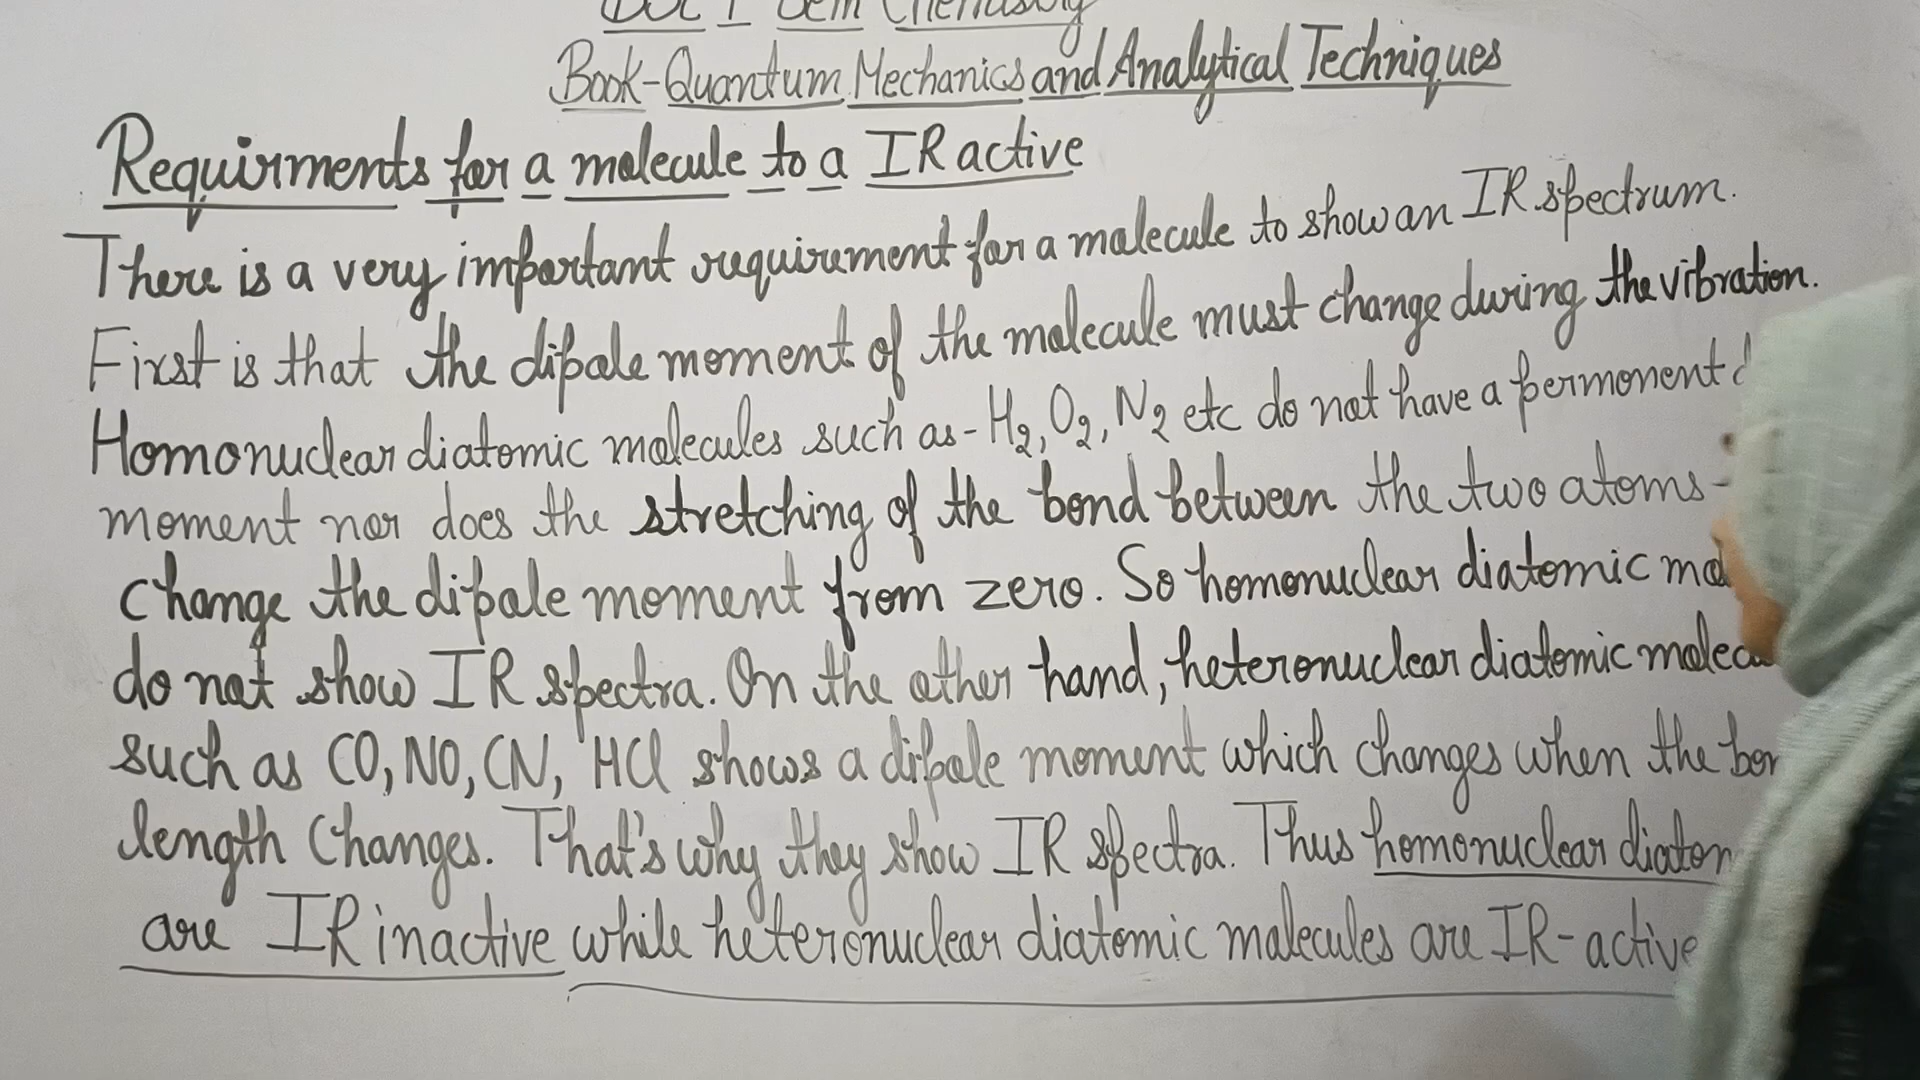 I Sem Chemistry
Book-Quantum Mechanics and Analytical Techniques
Requirments for a molecule to a IR active
There is a very important requirement for a molecule to show an IR spectrum.
First is that the dipole moment of the molecule must change during the vibration.
Homonuclear diatomic molecules such as - H2, O2, N2 etc do not have a permonent
moment nor does the stretching of the bond between the two atoms -
change the dipole moment from zero. So homonuclear diatomic
do not show IR spectra. On the other hand, heteronuclear diatomic
such as CO, NO, CN, HCl shows a dipole moment which changes when the
length changes. That's why they show IR spectra. Thus homonuclear
are IR inactive while heteronuclear diatomic molecules are IR-active